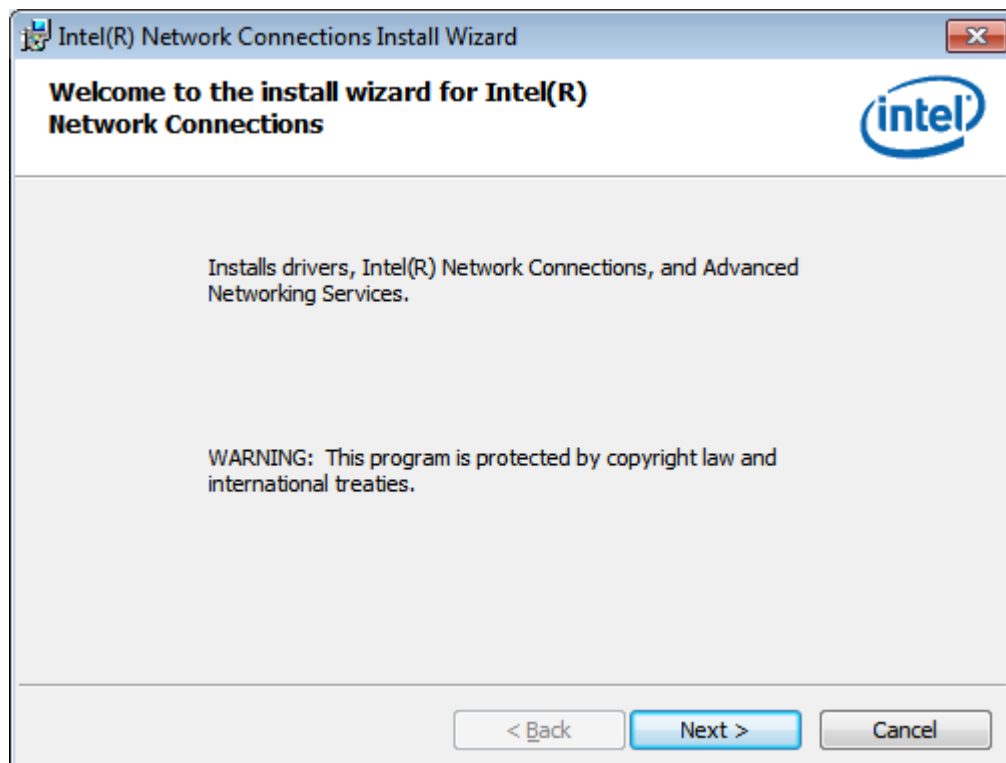 Intel(R) Network Connections Install Wizard
Welcome to the install wizard for Intel(R)
Network Connections
intel
Installs drivers, Intel(R) Network Connections, and Advanced
Networking Services.
WARNING:  This program is protected by copyright law and
international treaties.
< Back
Next >
Cancel